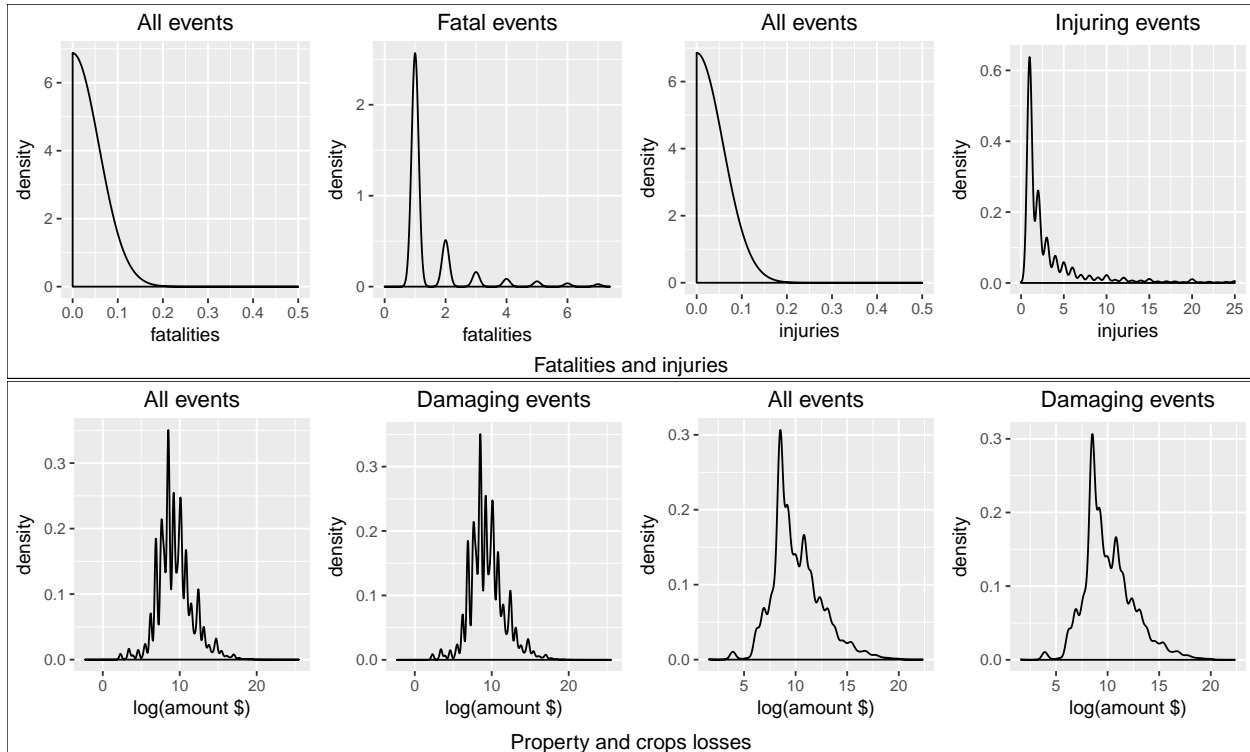 All events
Fatal events
All events
Injuring events
density
6
4
2
0
0.0 0.1 0.2 0.3 0.4 0.5
fatalities
density
2
1
0
0 2 4 6
fatalities
density
6
4
2
0
0.0 0.1 0.2 0.3 0.4 0.5
injuries
density
0.6
0.4
0.2
0.0
0 5 10 15 20 25
injuries
Fatalities and injuries
All events
Damaging events
All events
Damaging events
density
0.3
0.2
0.1
0.0
0 10 20
log(amount $)
density
0.3
0.2
0.1
0.0
0 10 20
log(amount $)
density
0.3
0.2
0.1
0.0
5 10 15 20
log(amount $)
density
0.3
0.2
0.1
0.0
5 10 15 20
log(amount $)
Property and crops losses